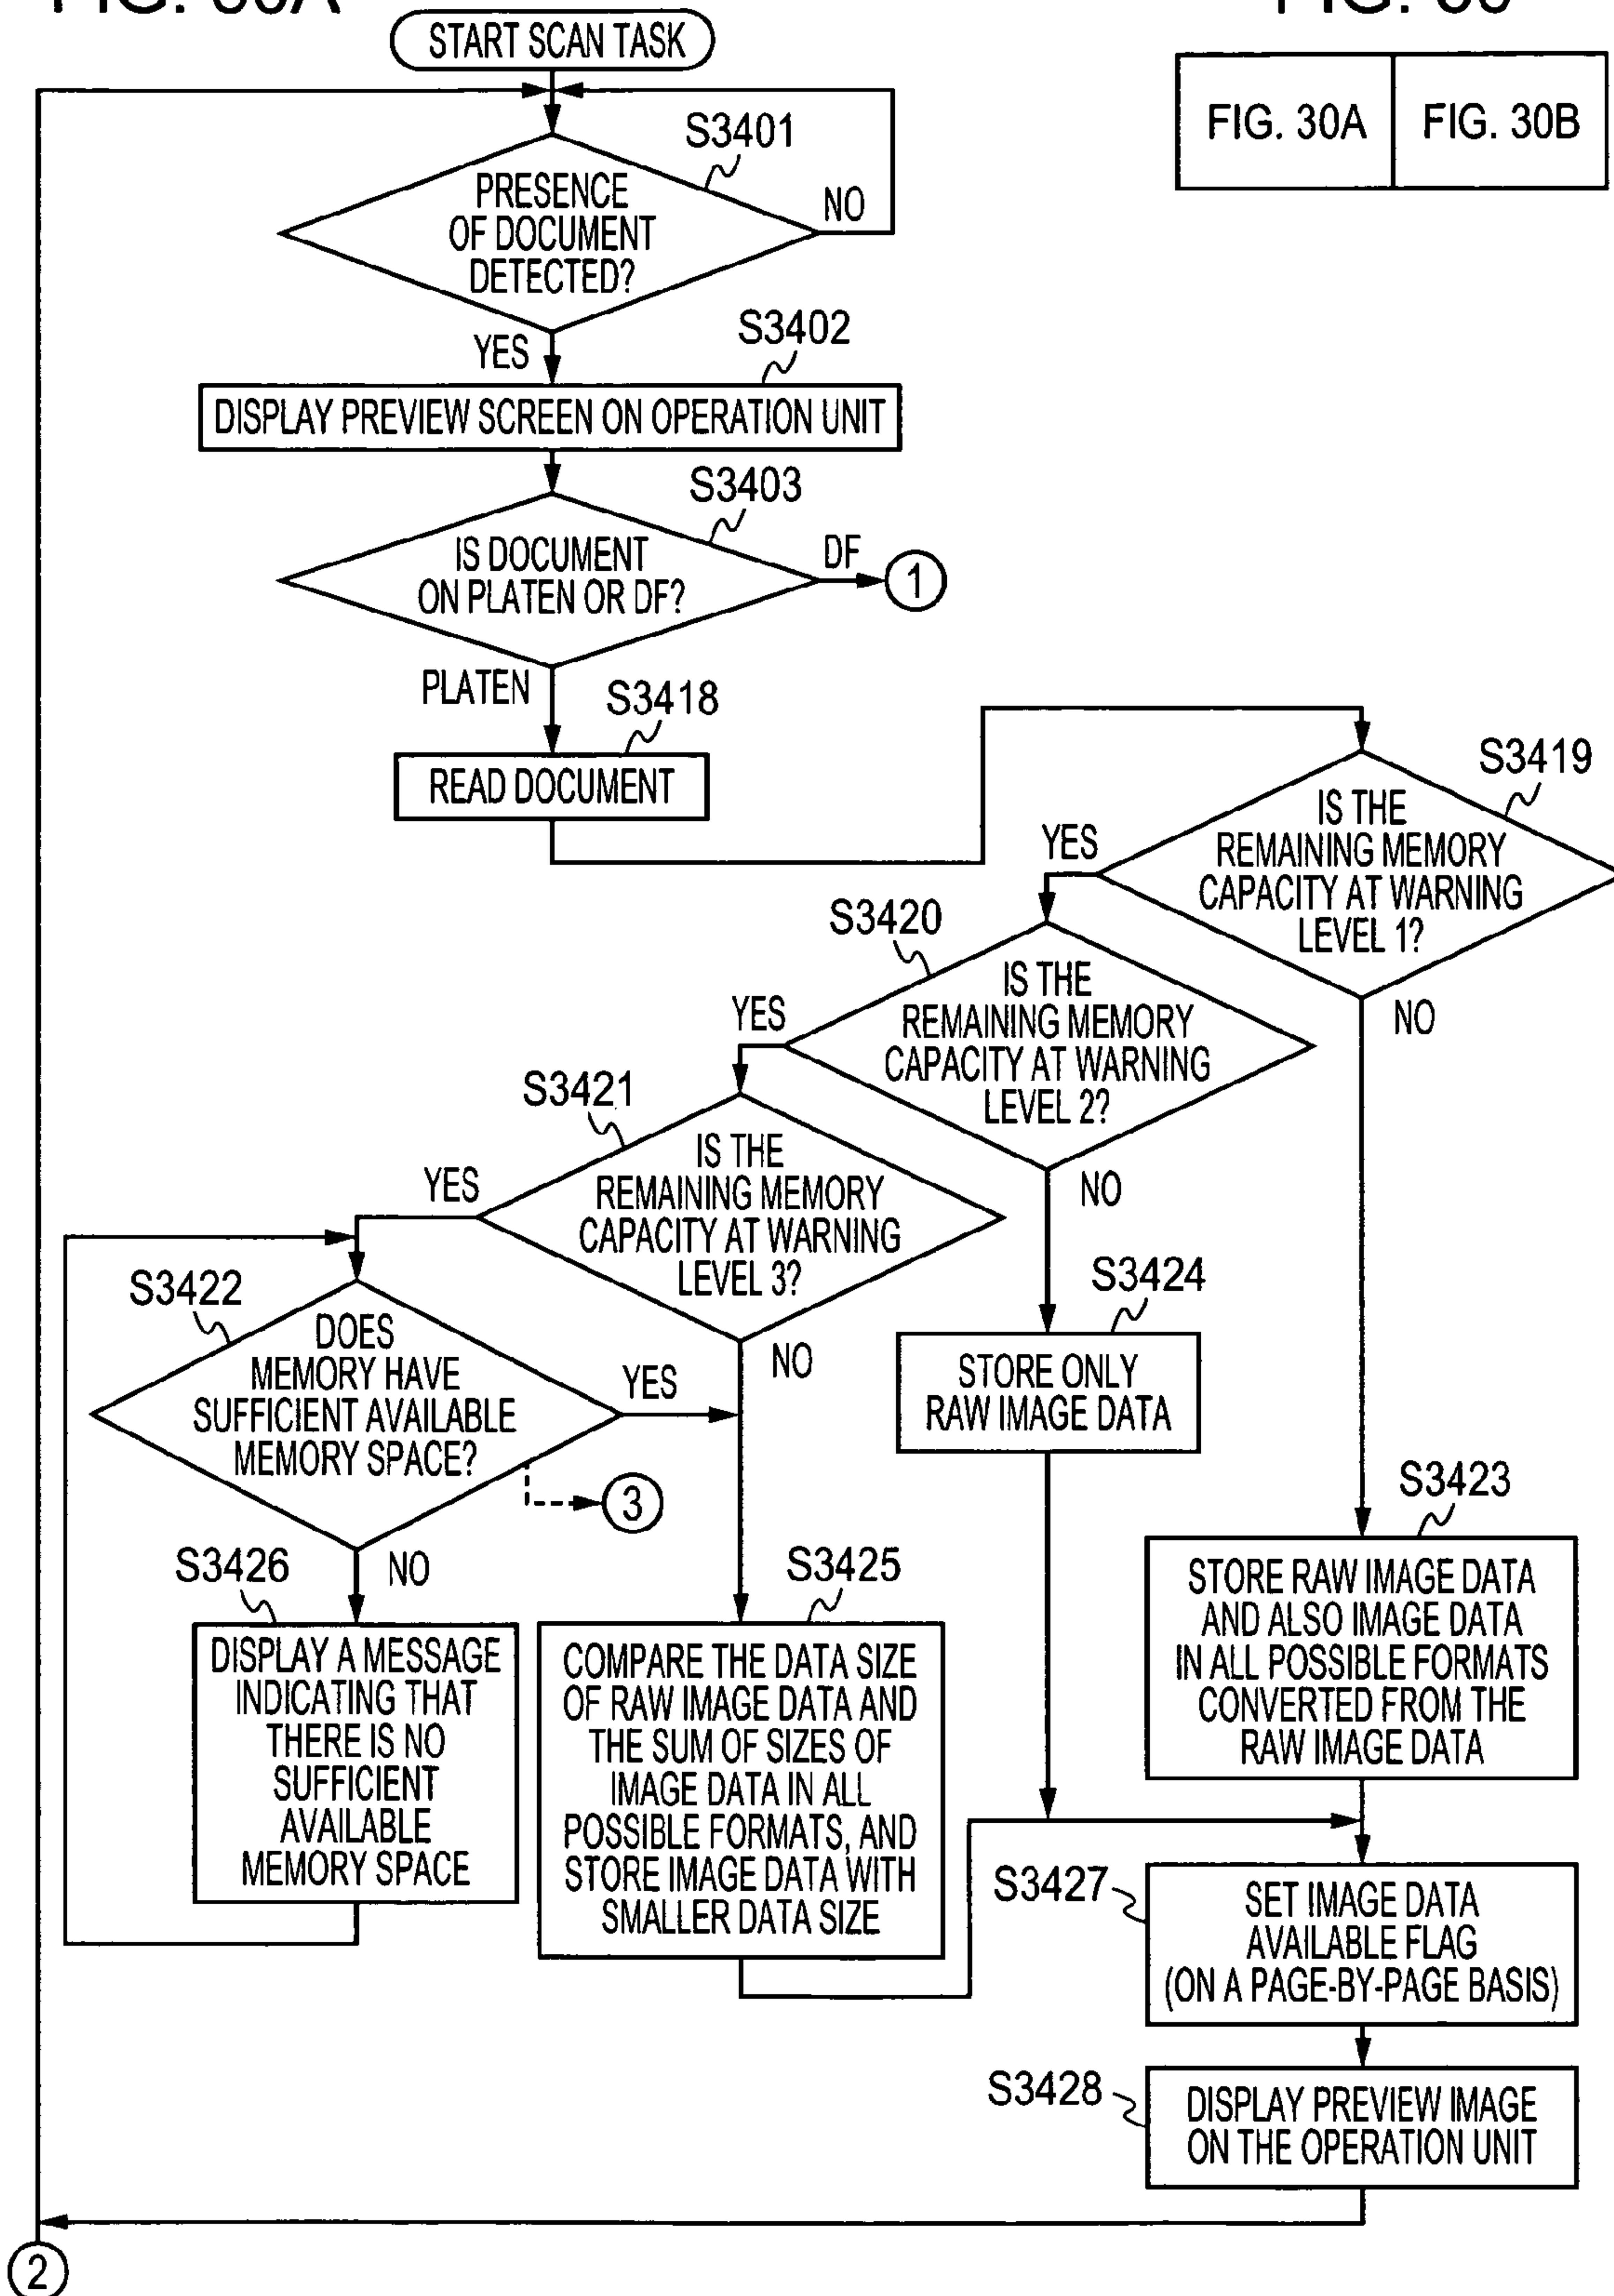 FIG. 30A
FIG. 30
START SCAN TASK
FIG. 30A
FIG. 30B
S3401
PRESENCE
OF DOCUMENT
DETECTED?
NO
YES
S3402
DISPLAY PREVIEW SCREEN ON OPERATION UNIT
S3403
IS DOCUMENT
ON PLATEN OR DF?
DF
1
PLATEN
S3418
READ DOCUMENT
S3419
IS THE
REMAINING MEMORY
CAPACITY AT WARNING
LEVEL 1?
YES
NO
S3420
IS THE
REMAINING MEMORY
CAPACITY AT WARNING
LEVEL 2?
YES
NO
S3421
IS THE
REMAINING MEMORY
CAPACITY AT WARNING
LEVEL 3?
YES
NO
S3422
DOES
MEMORY HAVE
SUFFICIENT AVAILABLE
MEMORY SPACE?
YES
3
NO
S3424
STORE ONLY
RAW IMAGE DATA
S3423
STORE RAW IMAGE DATA
AND ALSO IMAGE DATA
IN ALL POSSIBLE FORMATS
CONVERTED FROM THE
RAW IMAGE DATA
S3426
DISPLAY A MESSAGE
INDICATING THAT
THERE IS NO
SUFFICIENT
AVAILABLE
MEMORY SPACE
S3425
COMPARE THE DATA SIZE
OF RAW IMAGE DATA AND
THE SUM OF SIZES OF
IMAGE DATA IN ALL
POSSIBLE FORMATS, AND
STORE IMAGE DATA WITH
SMALLER DATA SIZE
S3427
SET IMAGE DATA
AVAILABLE FLAG
(ON A PAGE-BY-PAGE BASIS)
S3428
DISPLAY PREVIEW IMAGE
ON THE OPERATION UNIT
2